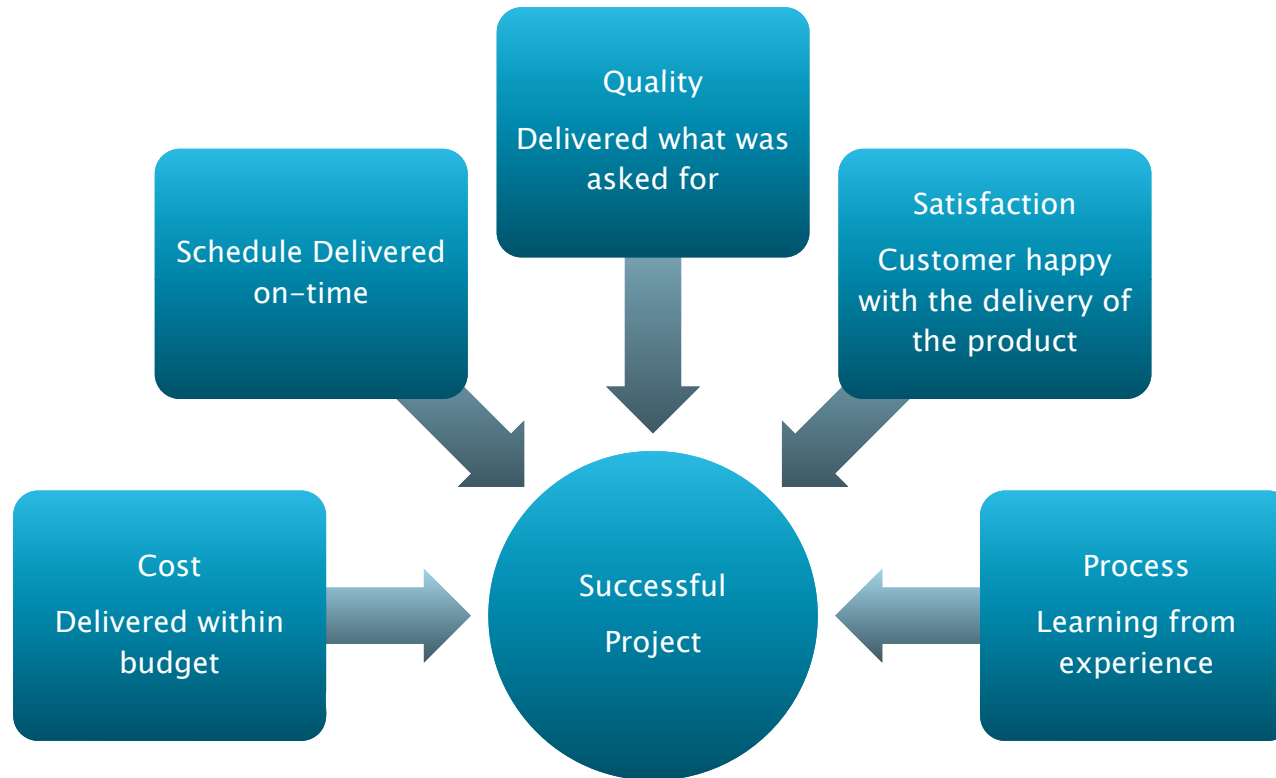 Quality
Delivered what was
asked for
Schedule Delivered
on-time
Satisfaction
Customer happy
with the delivery of
the product
Cost
Delivered within
budget
Successful
Project
Process
Learning from
experience